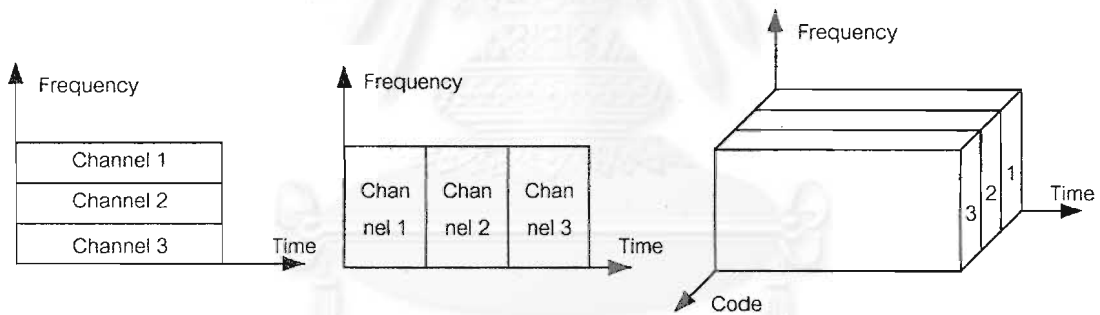 Frequency
Channel 1
Channel 2
Channel 3
Time
Frequency
Chan
nel 1
Chan
nel 2
Chan
nel 3
Time
Frequency
1
2
3
Time
Code